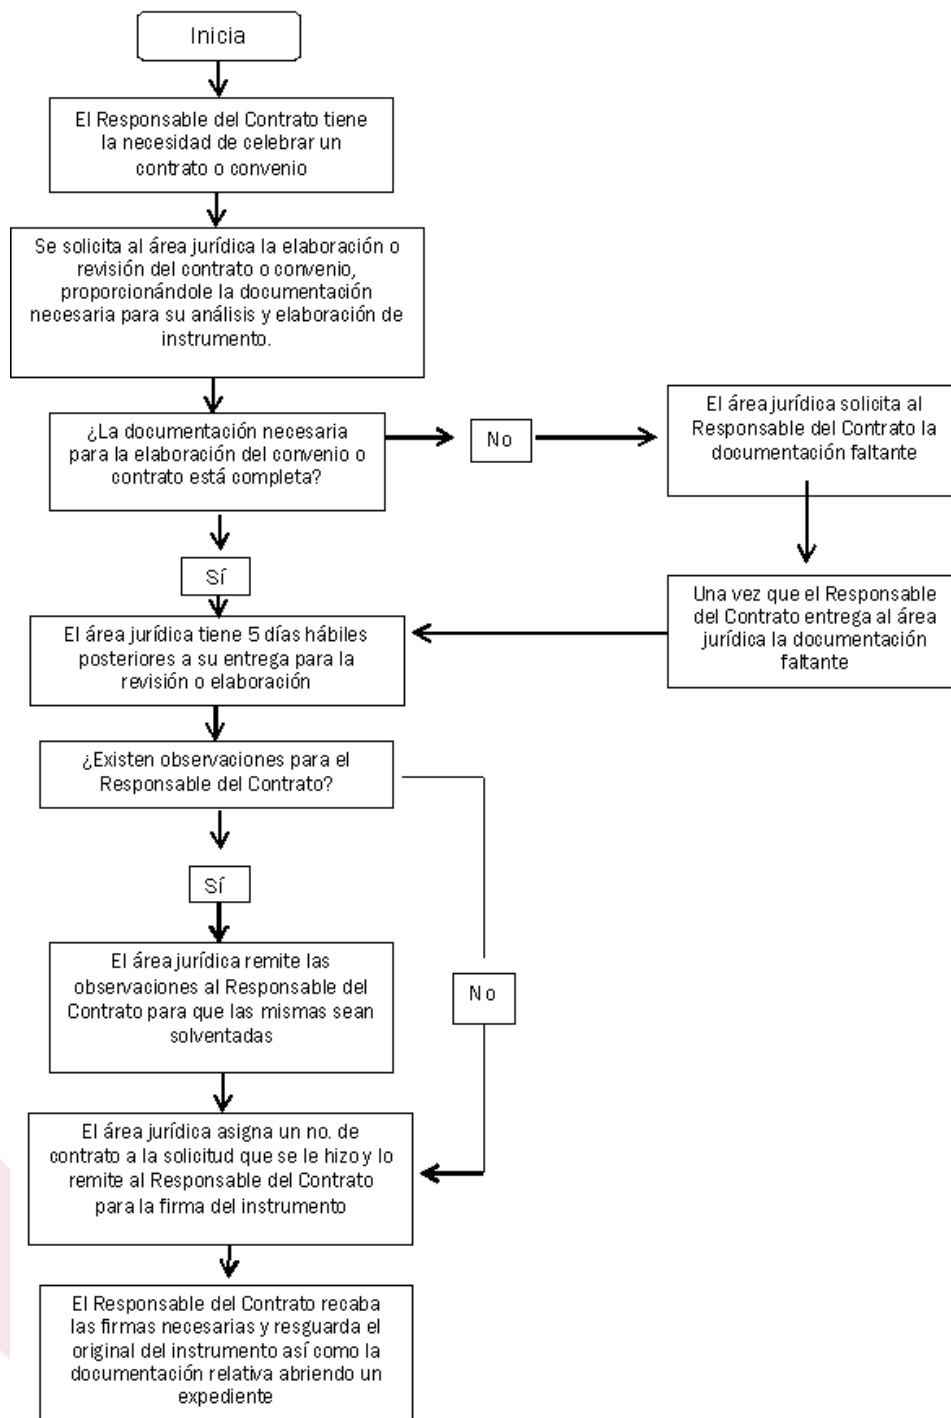 Inicia
El Responsable del Contrato tiene
la necesidad de celebrar un
contrato o convenio
Se solicita al área jurídica la elaboración o
revisión del contrato o convenio,
proporcionándole la documentación
necesaria para su análisis y elaboración de
instrumento.
¿La documentación necesaria
para la elaboración del convenio o
contrato está completa?
No
El área jurídica solicita al
Responsable del Contrato la
documentación faltante
Sí
Una vez que el Responsable
del Contrato entrega al área
jurídica la documentación
faltante
El área jurídica tiene 5 días hábiles
posteriores a su entrega para la
revisión o elaboración
¿Existen observaciones para el
Responsable del Contrato?
Sí
El área jurídica remite las
observaciones al Responsable del
Contrato para que las mismas sean
solventadas
No
El área jurídica asigna un no. de
contrato a la solicitud que se le hizo y lo
remite al Responsable del Contrato
para la firma del instrumento
El Responsable del Contrato recaba
las firmas necesarias y resguarda el
original del instrumento así como la
documentación relativa abriendo un
expediente